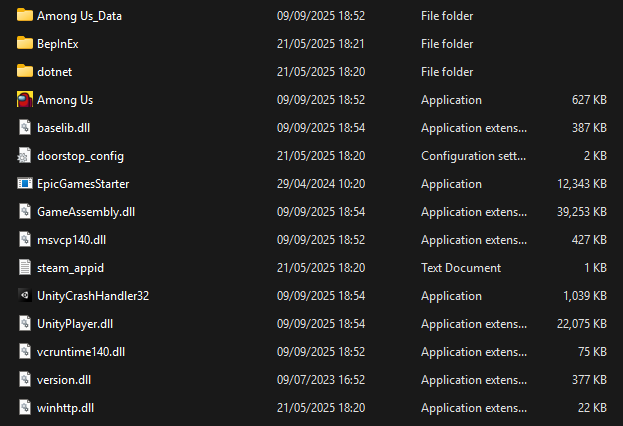 Among Us_Data 09/09/2025 18:52 File folder
BepInEx 21/05/2025 18:21 File folder
dotnet 21/05/2025 18:20 File folder
Among Us 09/09/2025 18:52 Application 627 KB
baselib.dll 09/09/2025 18:54 Application extens... 387 KB
doorstop_config 21/05/2025 18:20 Configuration sett... 2 KB
EpicGamesStarter 29/04/2024 10:20 Application 12,343 KB
GameAssembly.dll 09/09/2025 18:54 Application extens... 39,253 KB
msvcp140.dll 09/09/2025 18:52 Application extens... 427 KB
steam_appid 21/05/2025 18:20 Text Document 1 KB
UnityCrashHandler32 09/09/2025 18:54 Application 1,039 KB
UnityPlayer.dll 09/09/2025 18:54 Application extens... 22,075 KB
vcruntime140.dll 09/09/2025 18:52 Application extens... 75 KB
version.dll 09/07/2023 16:52 Application extens... 377 KB
winhttp.dll 21/05/2025 18:20 Application extens... 22 KB